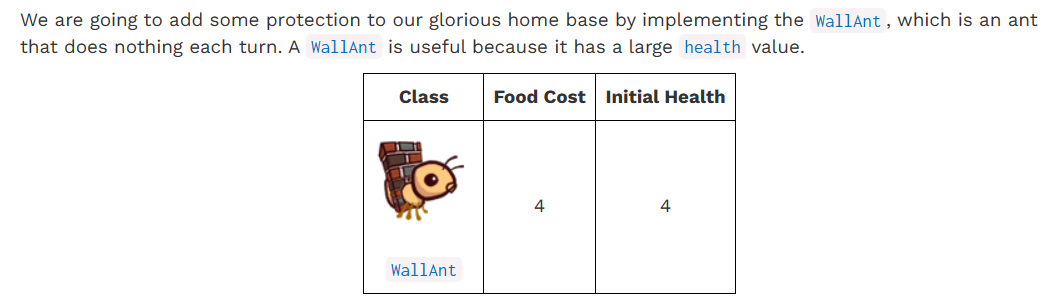 We are going to add some protection to our glorious home base by implementing the WallAnt, which is an ant
that does nothing each turn. A WallAnt is useful because it has a large health value.
Class Food Cost Initial Health
4 4
WallAnt